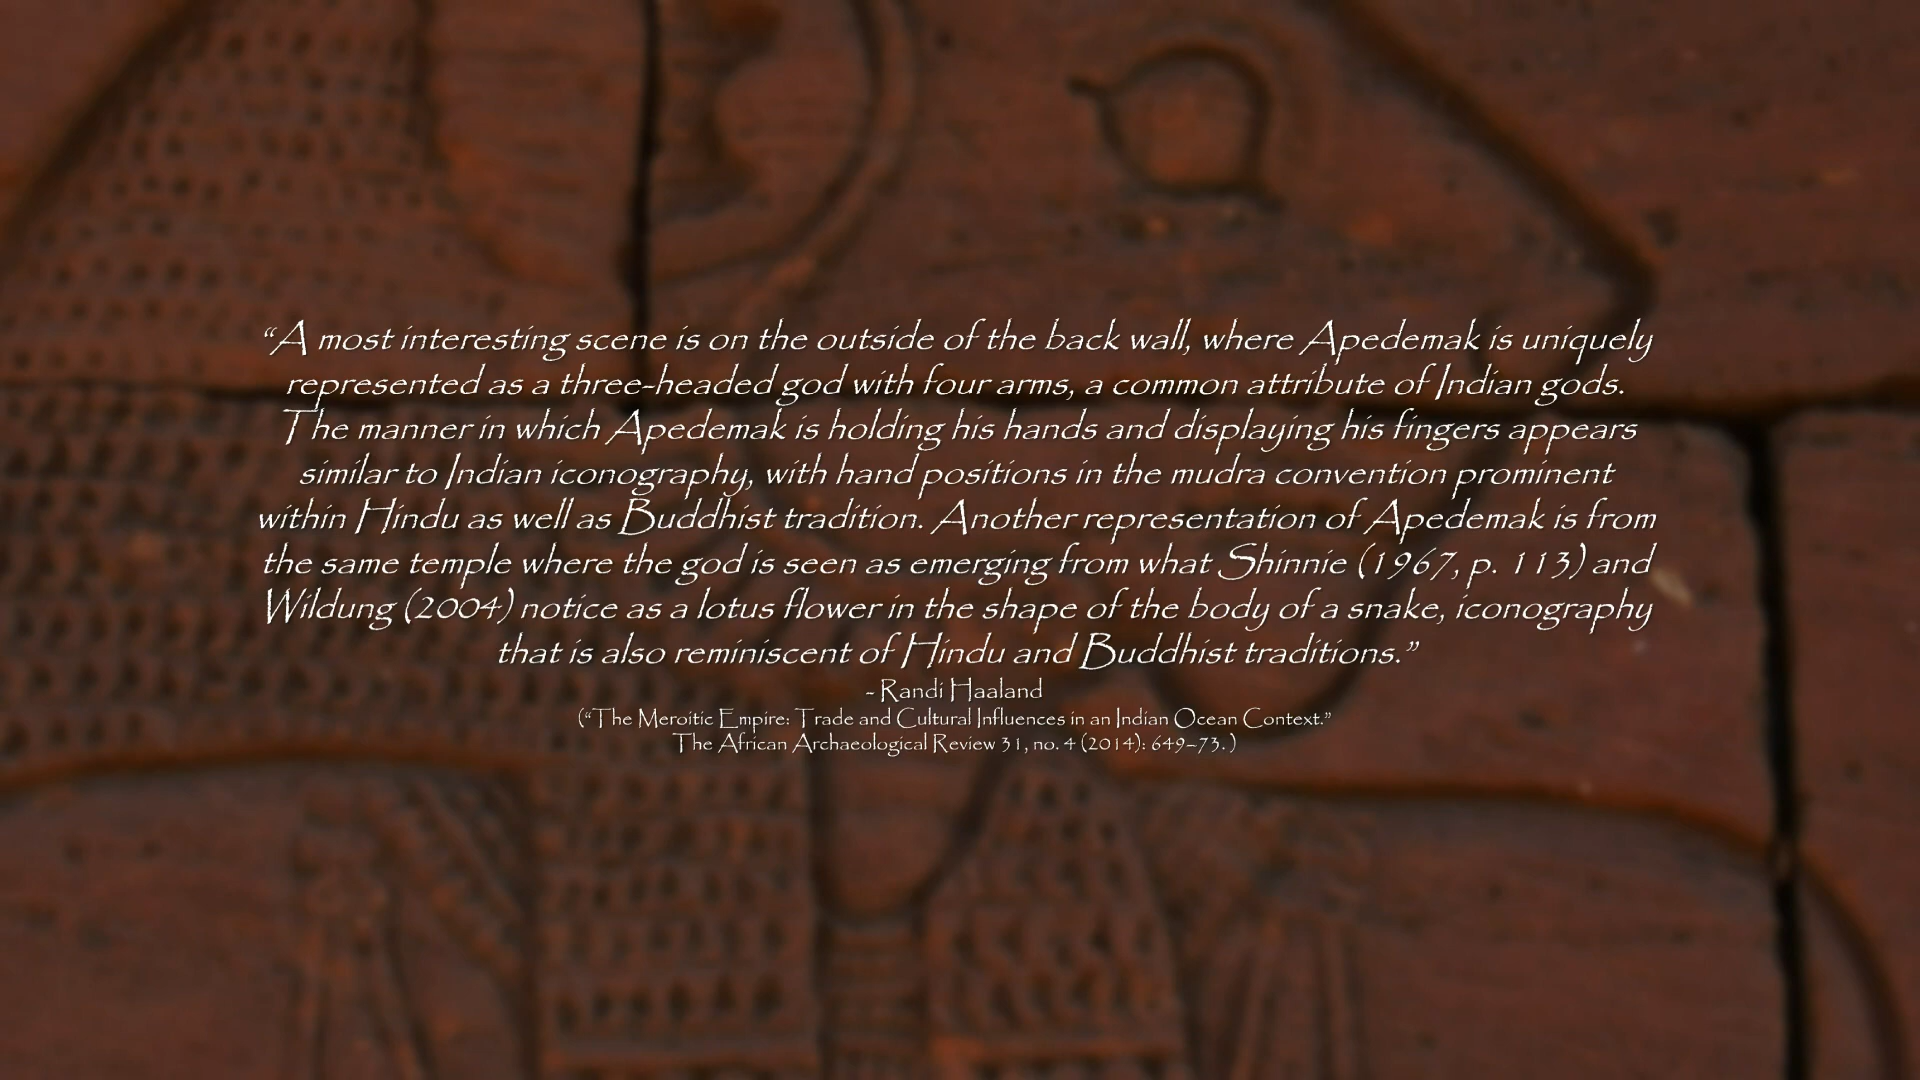 “A most interesting scene is on the outside of the back wall, where Apedemak is uniquely
represented as a three-headed god with four arms, a common attribute of Indian gods.
The manner in which Apedemak is holding his hands and displaying his fingers appears
similar to Indian iconography, with hand positions in the mudra convention prominent
within Hindu as well as Buddhist tradition. Another representation of Apedemak is from
the same temple where the god is seen as emerging from what Shinnie (1967, p. 113) and
Wildung (2004) notice as a lotus flower in the shape of the body of a snake, iconography
that is also reminiscent of Hindu and Buddhist traditions.”
- Randi Haaland
(“The Meroitic Empire: Trade and Cultural Influences in an Indian Ocean Context.”
The African Archaeological Review 31, no. 4 (2014): 649–73. )